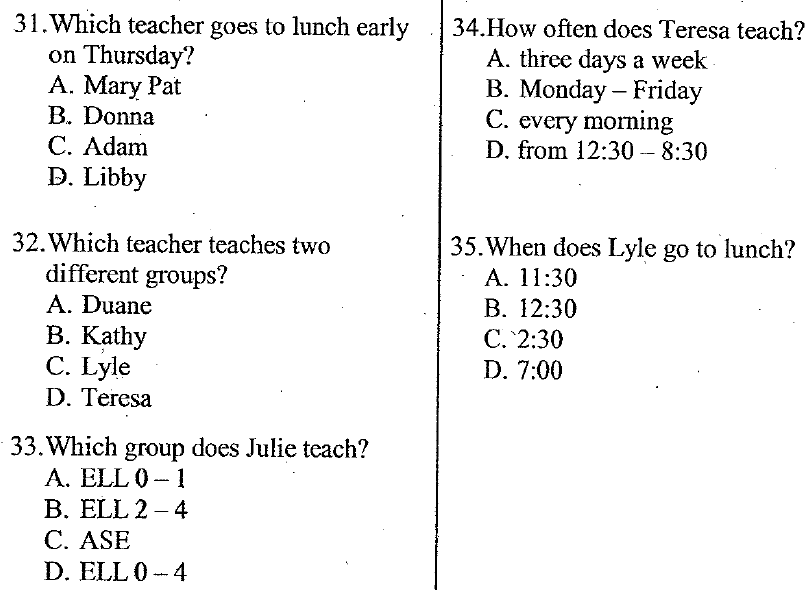 31.Which teacher goes to lunch early
on Thursday?
A. Mary Pat
B. Donna
C. Adam
D. Libby
32.Which teacher teaches two
different groups?
A. Duane
B. Kathy
C. Lyle
D. Teresa
33.Which group does Julie teach?
A. ELL 0 – 1
B. ELL 2 – 4
C. ASE
D. ELL 0 – 4
34.How often does Teresa teach?
A. three days a week
B. Monday – Friday
C. every morning
D. from 12:30 – 8:30
35.When does Lyle go to lunch?
A. 11:30
B. 12:30
C. 2:30
D. 7:00